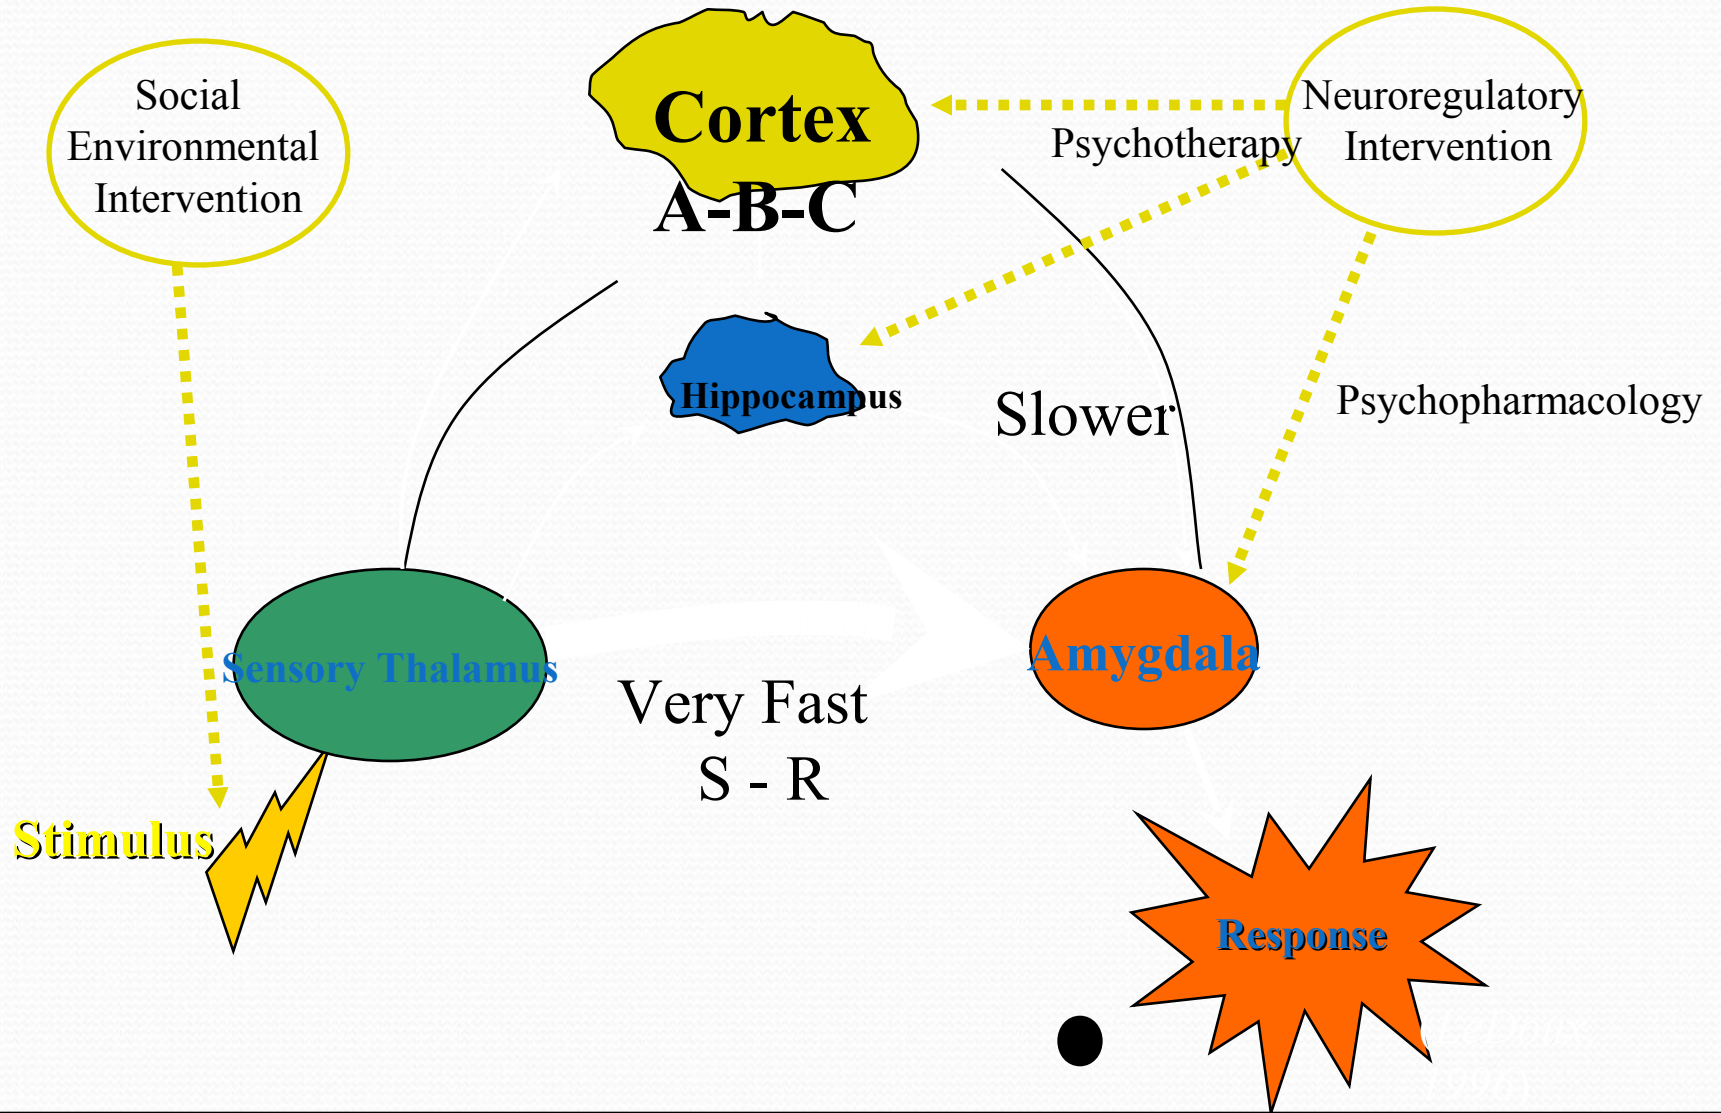 Social
Environmental
Intervention
Cortex
A-B-C
Neuroregulatory
Intervention
Psychotherapy
Hippocampus
Slower
Psychopharmacology
Sensory Thalamus
Amygdala
Very Fast
S - R
Stimulus
Response